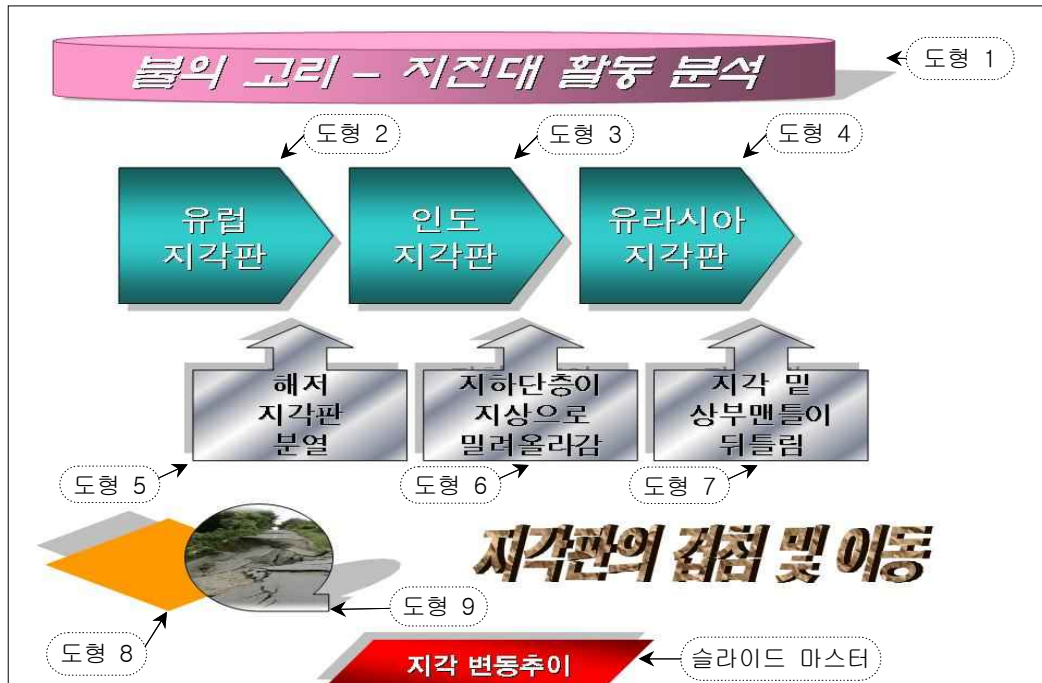 불의 고리 – 지진대 활동 분석
도형 1
도형 2
도형 3
도형 4
유럽
지각판
인도
지각판
유라시아
지각판
해저
지각판
분열
지하단층이
지상으로
밀려올라감
지각 밑
상부맨틀이
뒤틀림
도형 5
도형 6
도형 7
지각판의 겹침 및 이동
도형 9
도형 8
지각 변동추이
슬라이드 마스터